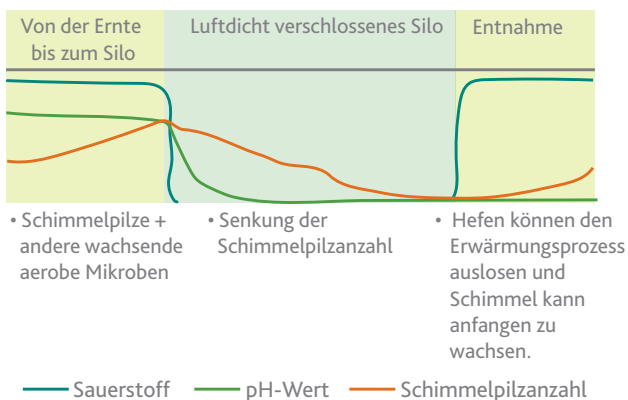 Von der Ernte
bis zum Silo
Luftdicht verschlossenes Silo
Entnahme
• Schimmelpilze +
andere wachsende
aerobe Mikroben
• Senkung der
Schimmelpilzanzahl
• Hefen können den
Erwärmungsprozess
auslosen und
Schimmel kann
anfangen zu
wachsen.
Sauerstoff
pH-Wert
Schimmelpilzanzahl